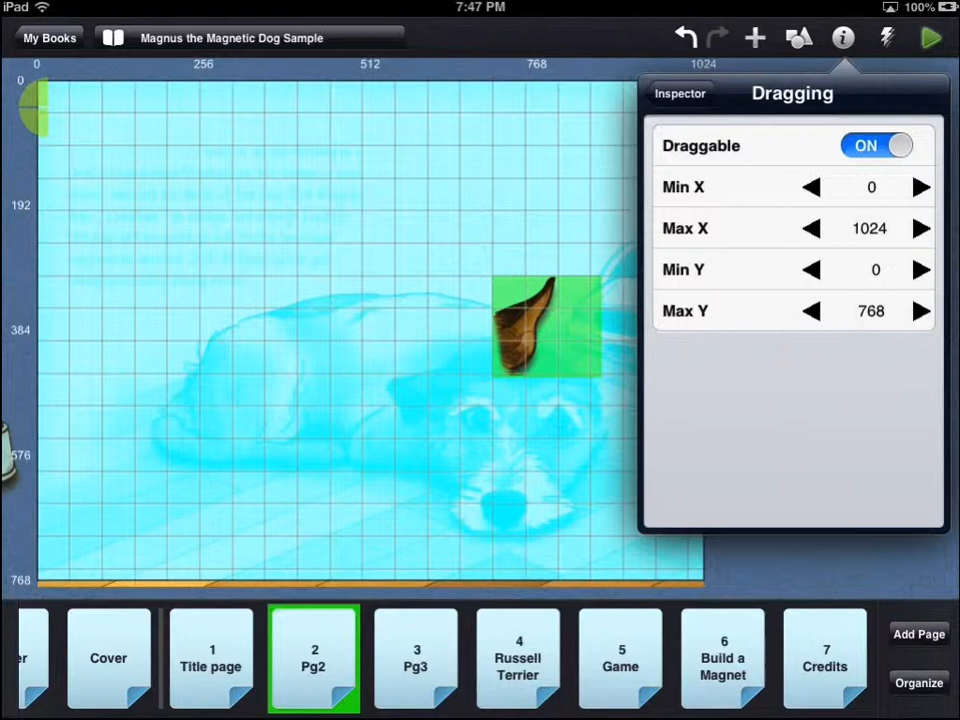 iPad 7:47 PM 100%
My Books Magnus the Magnetic Dog Sample
0 256 512 768 1024
0
192
384
576
768
Inspector Dragging
Draggable ON
Min X 0
Max X 1024
Min Y 0
Max Y 768
er
Cover
1
Title page
2
Pg2
3
Pg3
4
Russell
Terrier
5
Game
6
Build a
Magnet
7
Credits
Add Page
Organize